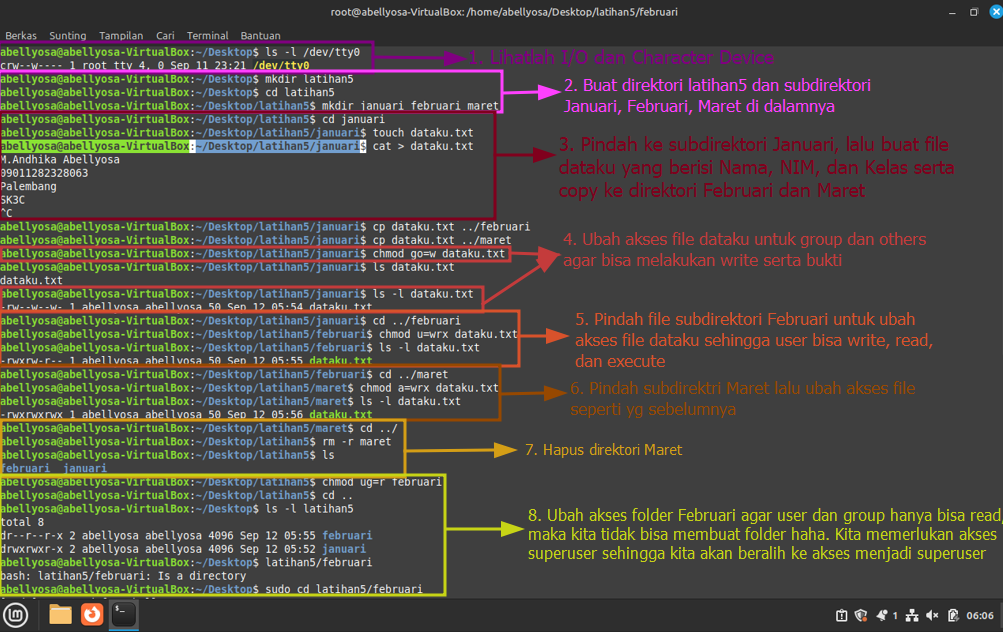 root@abellyosa-VirtualBox: /home/abellyosa/Desktop/latihan5/februari
Berkas Sunting Tampilan Cari Terminal Bantuan
abellyosa@abellyosa-VirtualBox:~/Desktop$ ls -l /dev/tty0
crw--w---- 1 root tty 4, 0 Sep 11 23:21 /dev/tty0
1. Lihatlah I/O dan Character Device
abellyosa@abellyosa-VirtualBox:~/Desktop$ mkdir latihan5
abellyosa@abellyosa-VirtualBox:~/Desktop$ cd latihan5
abellyosa@abellyosa-VirtualBox:~/Desktop/latihan5$ mkdir januari februari maret
2. Buat direktori latihan5 dan subdirektori
Januari, Februari, Maret di dalamnya
abellyosa@abellyosa-VirtualBox:~/Desktop/latihan5$ cd januari
abellyosa@abellyosa-VirtualBox:~/Desktop/latihan5/januari$ touch dataku.txt
abellyosa@abellyosa-VirtualBox:~/Desktop/latihan5/januari$ cat > dataku.txt
M.Andhika Abellyosa
09011282328063
Palembang
SK3C
^C
3. Pindah ke subdirektori Januari, lalu buat file
dataku yang berisi Nama, NIM, dan Kelas serta
copy ke direktori Februari dan Maret
abellyosa@abellyosa-VirtualBox:~/Desktop/latihan5/januari$ cp dataku.txt ../februari
abellyosa@abellyosa-VirtualBox:~/Desktop/latihan5/januari$ cp dataku.txt ../maret
abellyosa@abellyosa-VirtualBox:~/Desktop/latihan5/januari$ chmod go=w dataku.txt
abellyosa@abellyosa-VirtualBox:~/Desktop/latihan5/januari$ ls dataku.txt
dataku.txt
abellyosa@abellyosa-VirtualBox:~/Desktop/latihan5/januari$ ls -l dataku.txt
-rw--w--w- 1 abellyosa abellyosa 50 Sep 12 05:54 dataku.txt
4. Ubah akses file dataku untuk group dan others
agar bisa melakukan write serta bukti
abellyosa@abellyosa-VirtualBox:~/Desktop/latihan5/januari$ cd ../februari
abellyosa@abellyosa-VirtualBox:~/Desktop/latihan5/februari$ chmod u=wrx dataku.txt
abellyosa@abellyosa-VirtualBox:~/Desktop/latihan5/februari$ ls -l dataku.txt
-rwxrw-r-- 1 abellyosa abellyosa 50 Sep 12 05:55 dataku.txt
5. Pindah file subdirektori Februari untuk ubah
akses file dataku sehingga user bisa write, read,
dan execute
abellyosa@abellyosa-VirtualBox:~/Desktop/latihan5/februari$ cd ../maret
abellyosa@abellyosa-VirtualBox:~/Desktop/latihan5/maret$ chmod a=wrx dataku.txt
abellyosa@abellyosa-VirtualBox:~/Desktop/latihan5/maret$ ls -l dataku.txt
-rwxrwxrwx 1 abellyosa abellyosa 50 Sep 12 05:56 dataku.txt
6. Pindah subdirektri Maret lalu ubah akses file
seperti yg sebelumnya
abellyosa@abellyosa-VirtualBox:~/Desktop/latihan5/maret$ cd ../
abellyosa@abellyosa-VirtualBox:~/Desktop/latihan5$ rm -r maret
abellyosa@abellyosa-VirtualBox:~/Desktop/latihan5$ ls
februari januari
7. Hapus direktori Maret
abellyosa@abellyosa-VirtualBox:~/Desktop/latihan5$ chmod ug=r februari
abellyosa@abellyosa-VirtualBox:~/Desktop/latihan5$ cd ..
abellyosa@abellyosa-VirtualBox:~/Desktop$ ls -l latihan5
total 8
dr--r--r-x 2 abellyosa abellyosa 4096 Sep 12 05:55 februari
drwxrwxr-x 2 abellyosa abellyosa 4096 Sep 12 05:52 januari
abellyosa@abellyosa-VirtualBox:~/Desktop$ latihan5/februari
bash: latihan5/februari: Is a directory
abellyosa@abellyosa-VirtualBox:~/Desktop$ sudo cd latihan5/februari
8. Ubah akses folder Februari agar user dan group hanya bisa read,
maka kita tidak bisa membuat folder haha. Kita memerlukan akses
superuser sehingga kita akan beralih ke akses menjadi superuser
1
06:06